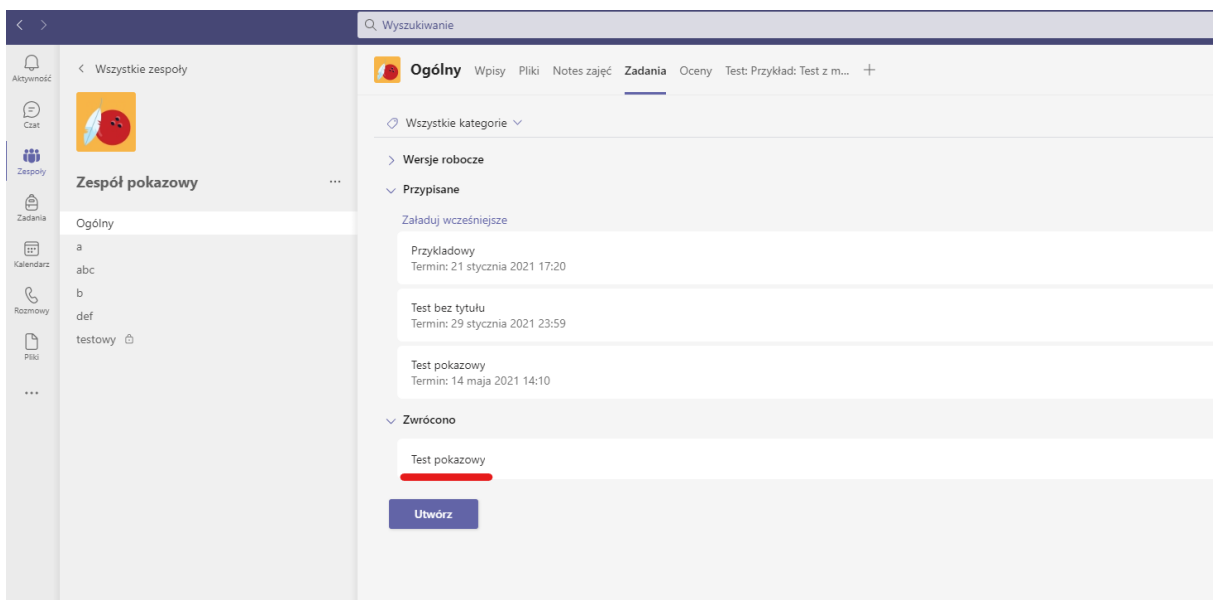 Wyszukiwanie
Aktywność
Czat
Zespoły
Zadania
Kalendarz
Rozmowy
Pliki
Wszystkie zespoły
Zespół pokazowy
Ogólny
a
abc
b
def
testowy
Ogólny Wpisy Pliki Notes zajęć Zadania Oceny Test: Przykład: Test z m...
Wszystkie kategorie
Wersje robocze
Przypisane
Załaduj wcześniejsze
Przykladowy
Termin: 21 stycznia 2021 17:20
Test bez tytułu
Termin: 29 stycznia 2021 23:59
Test pokazowy
Termin: 14 maja 2021 14:10
Zwrócono
Test pokazowy
Utwórz